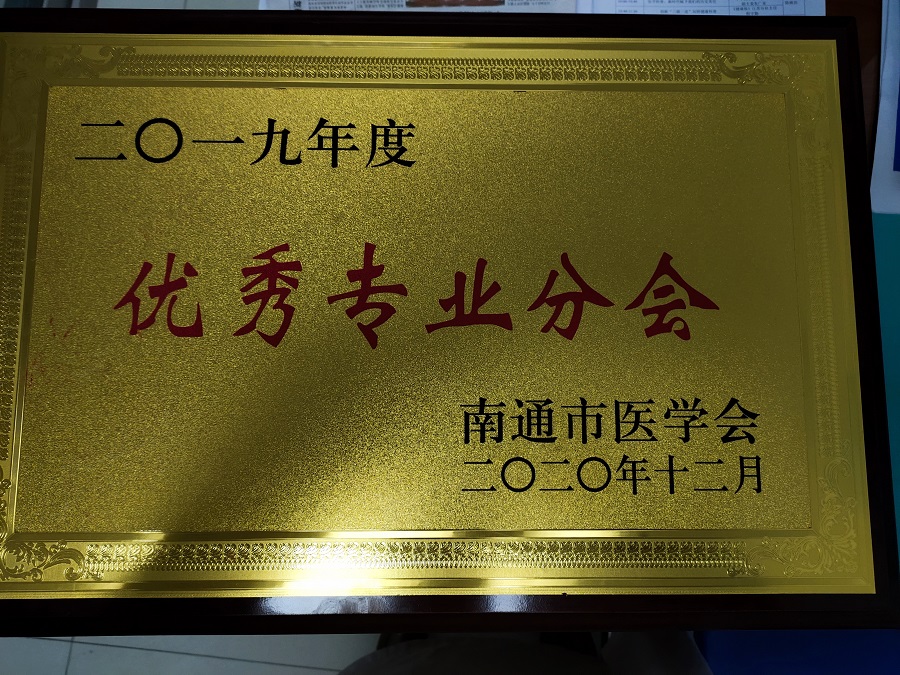 二〇一九年度
优秀专业分会
南通市医学会
二〇二〇年十二月